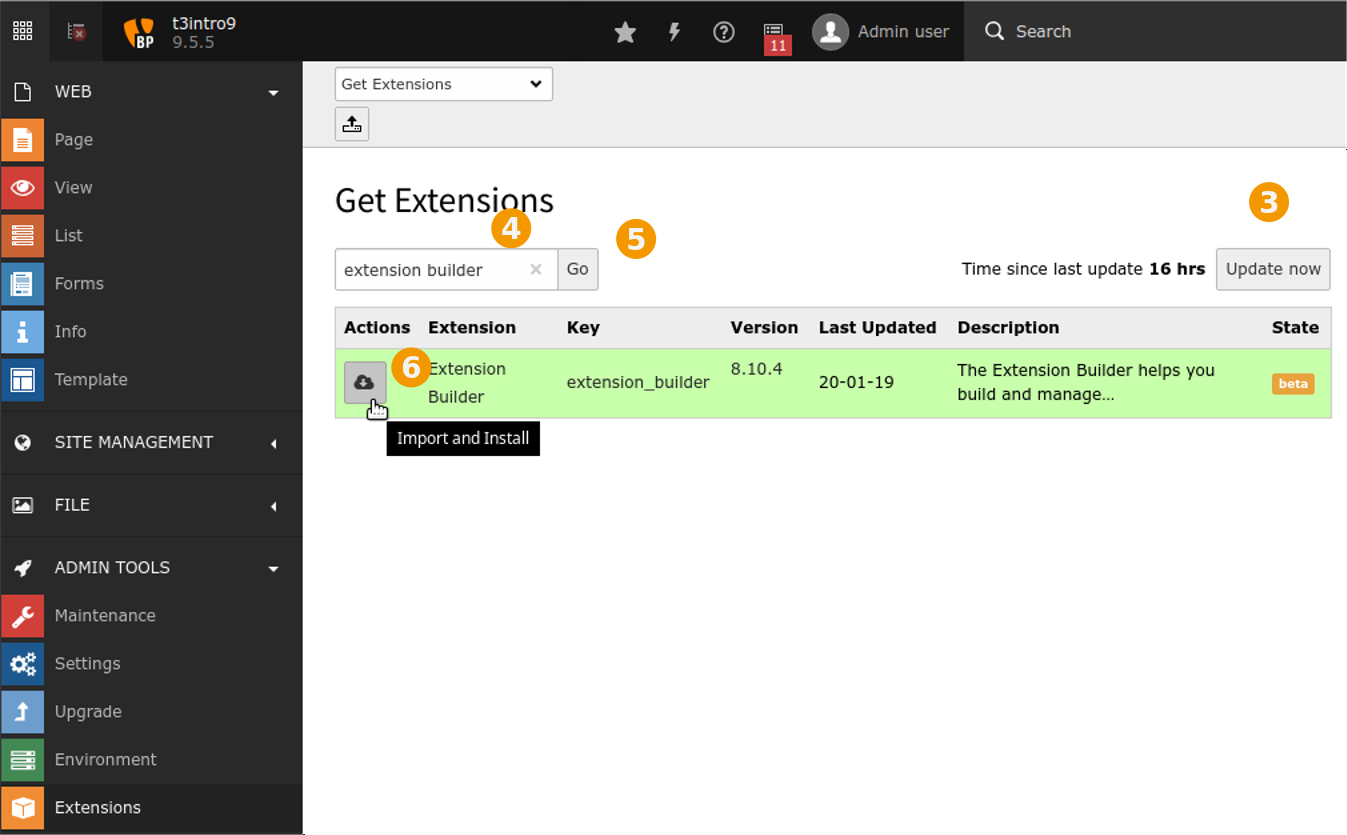 t3intro9
BP
9.5.5
11
Admin user
Search
WEB
Page
View
List
Forms
Info
Template
SITE MANAGEMENT
FILE
ADMIN TOOLS
Maintenance
Settings
Upgrade
Environment
Extensions
Get Extensions
Get Extensions
3
4
5
extension builder × Go
Time since last update 16 hrs Update now
Actions Extension Key Version Last Updated Description State
6 Extension
Builder
extension_builder
8.10.4
20-01-19
The Extension Builder helps you
build and manage...
beta
Import and Install